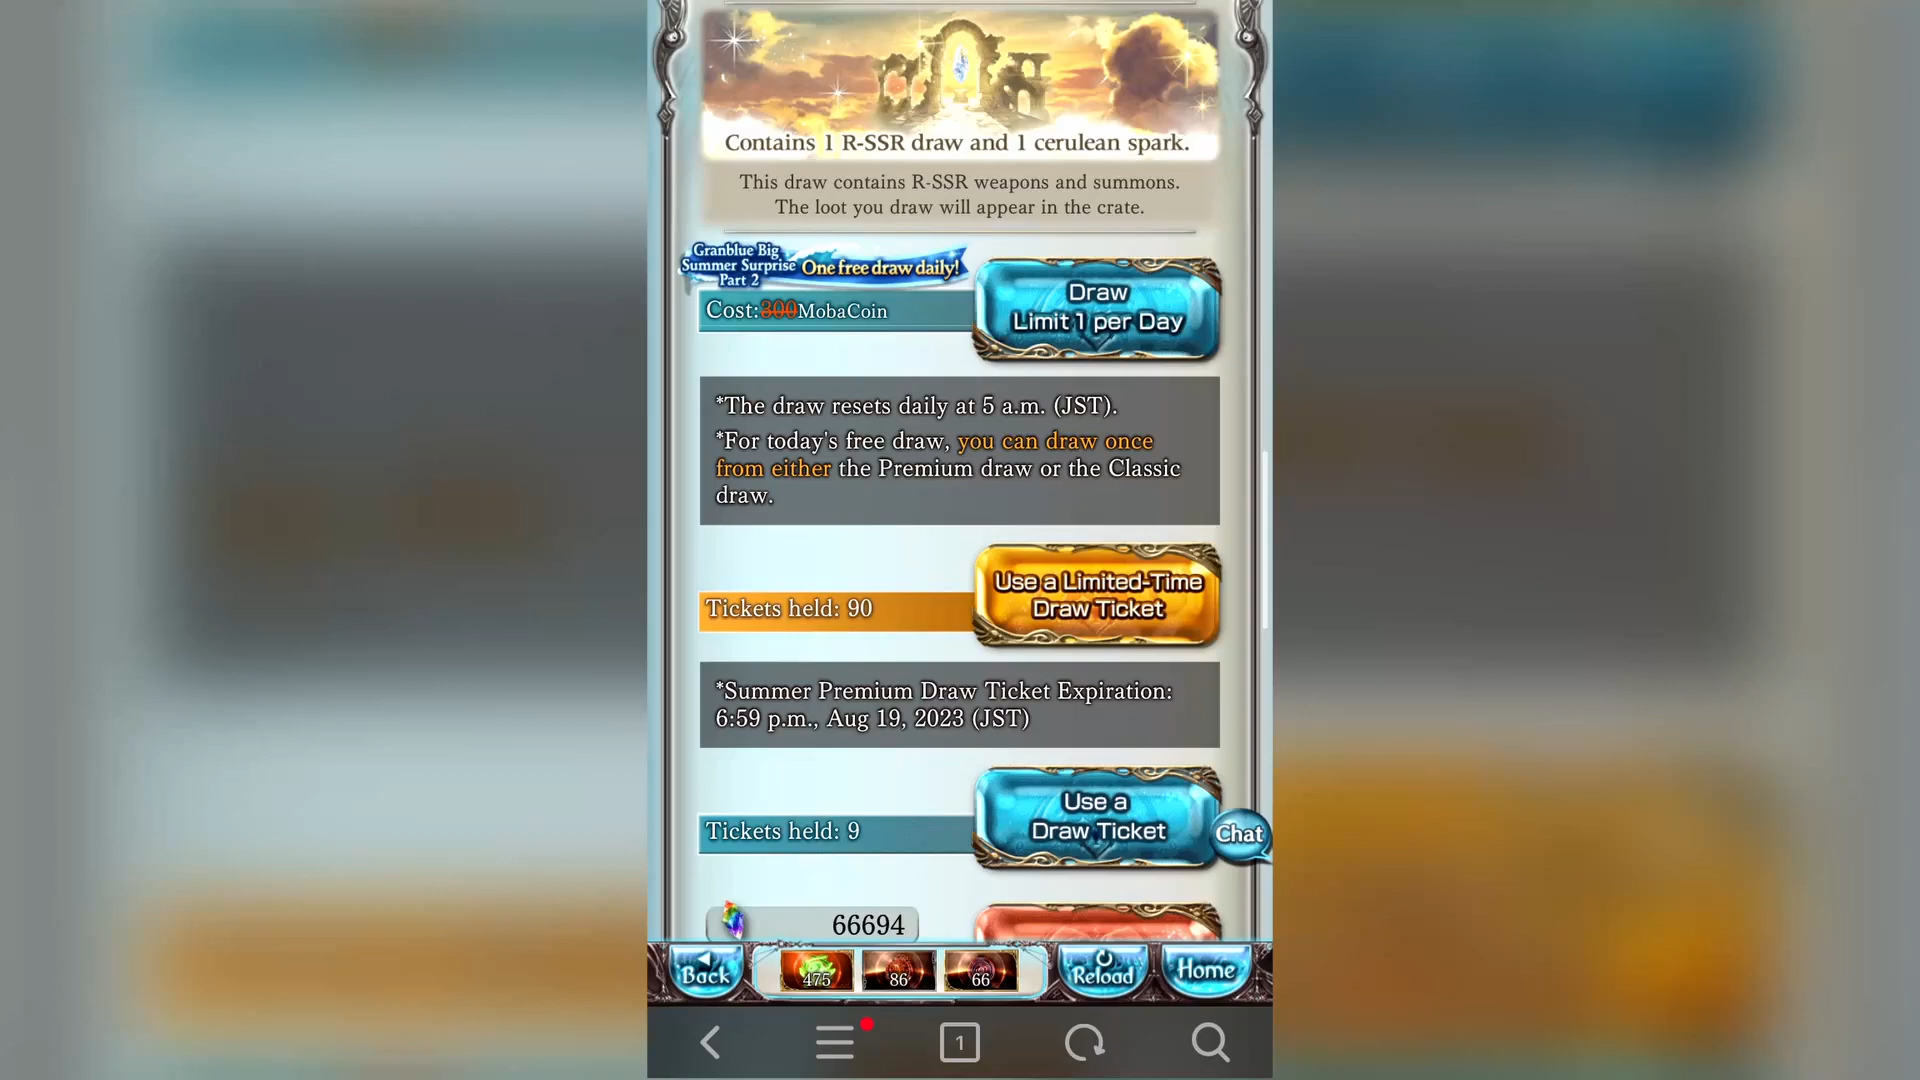 Contains 1 R-SSR draw and 1 cerulean spark.
This draw contains R-SSR weapons and summons.
The loot you draw will appear in the crate.
Granblue Big
Summer Surprise
Part 2
One free draw daily!
Cost:300MobaCoin
Draw
Limit 1 per Day
*The draw resets daily at 5 a.m. (JST).
*For today's free draw, you can draw once
from either the Premium draw or the Classic
draw.
Tickets held: 90
Use a Limited-Time
Draw Ticket
*Summer Premium Draw Ticket Expiration:
6:59 p.m., Aug 19, 2023 (JST)
Tickets held: 9
Use a
Draw Ticket
Chat
66694
Back
475
86
66
Reload
Home
1